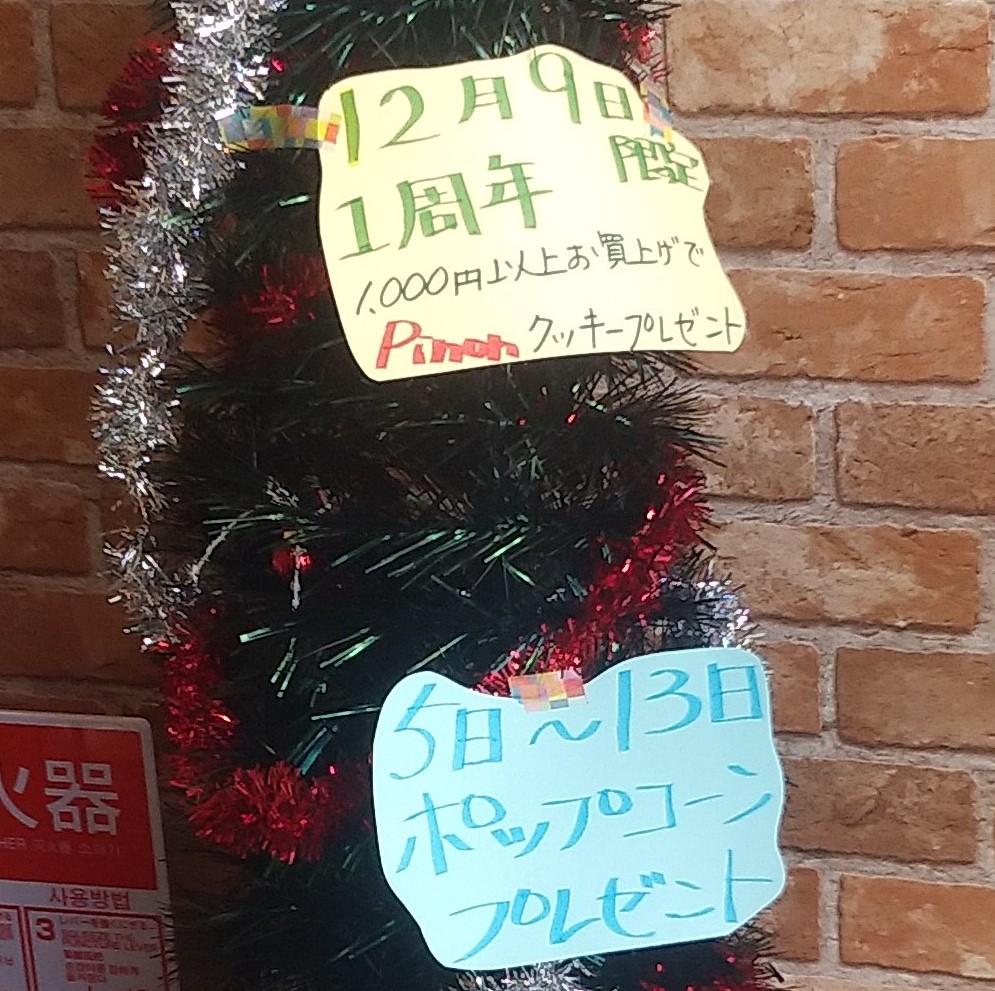 12月9日
限定
1周年
1,000円以上お買上げで
Pinon クッキープレゼント
5日〜13日
ポップコーン
プレゼント
火器
사용방법
3